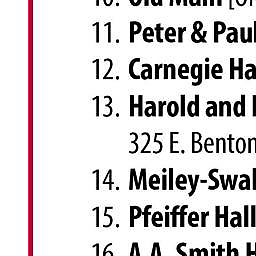 10. Old Main
11. Peter & Paul
12. Carnegie Ha
13. Harold and
325 E. Benton
14. Meiley-Swal
15. Pfeiffer Hall
16. A.A. Smith H